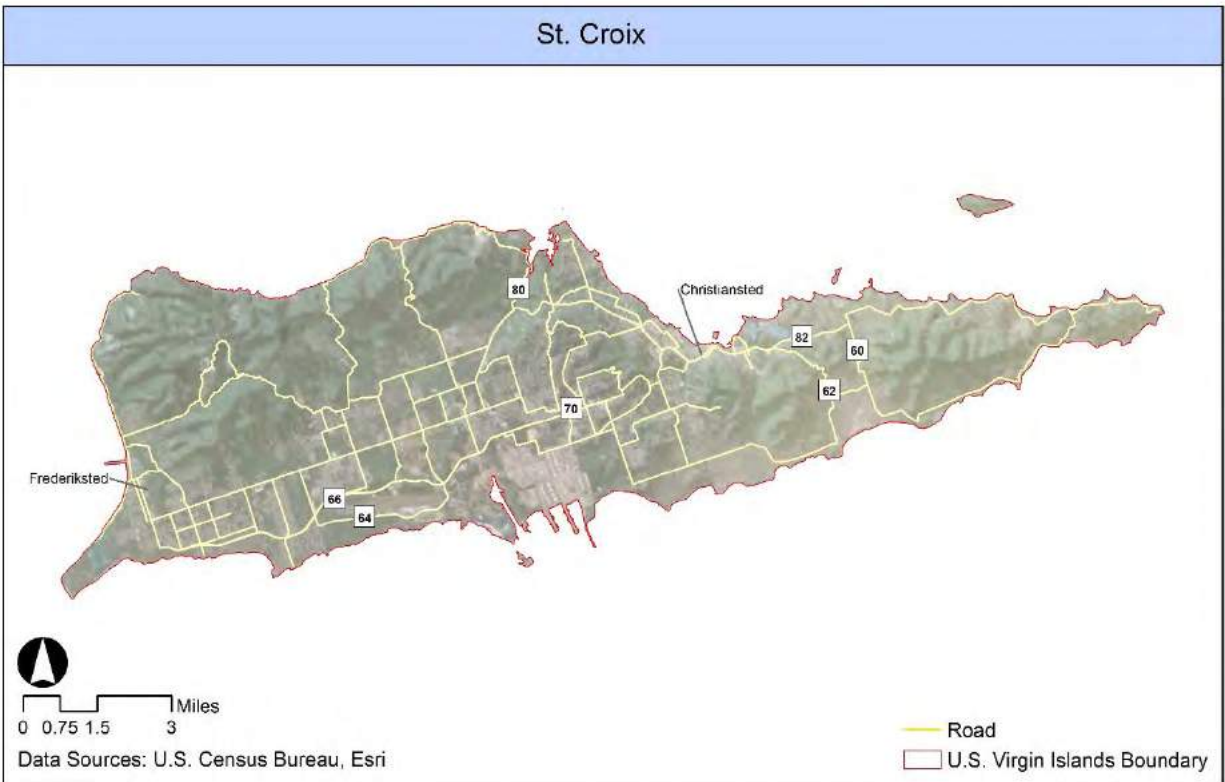 St. Croix
80
Christiansted
82
60
62
70
Frederiksted
66
64
Miles
0 0.75 1.5 3
Data Sources: U.S. Census Bureau, Esri
Road
U.S. Virgin Islands Boundary